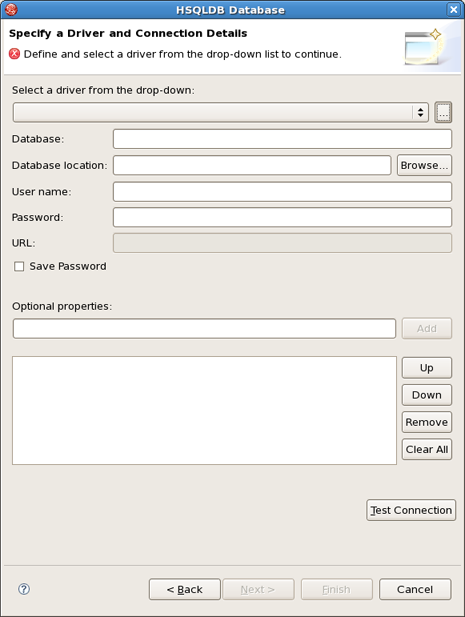 HSQLDB Database
Specify a Driver and Connection Details
Define and select a driver from the drop-down list to continue.
Select a driver from the drop-down:
...
Database:
Database location:
Browse...
User name:
Password:
URL:
Save Password
Optional properties:
Add
Up
Down
Remove
Clear All
Test Connection
?
< Back
Next >
Finish
Cancel